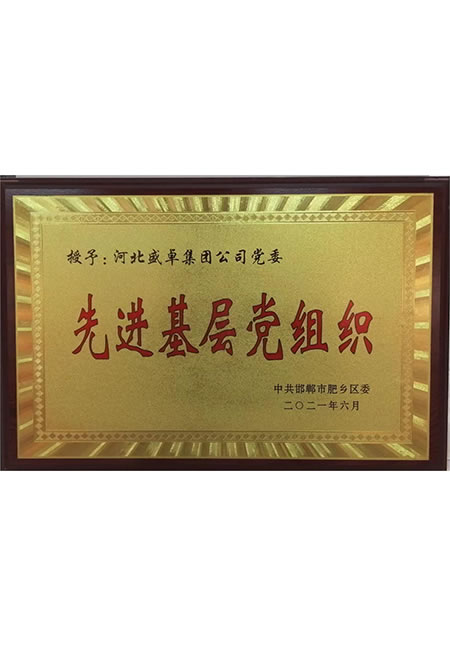 授予：河北盛卓集团公司党委
先进基层党组织
中共邯郸市肥乡区委
二〇二一年六月